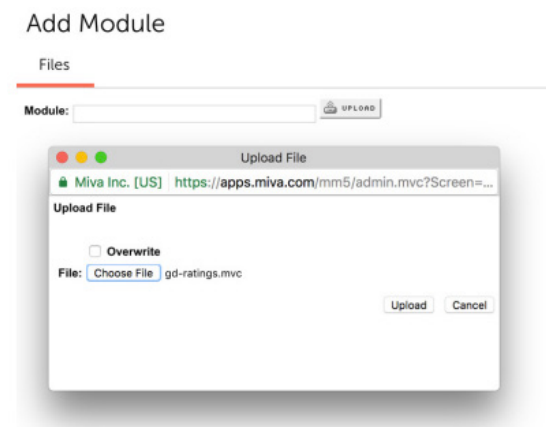 Add Module
Files
Module: UPLOAD
Upload File
Miva Inc. [US] https://apps.miva.com/mm5/admin.mvc?Screen=...
Upload File
Overwrite
File: Choose File gd-ratings.mvc
Upload Cancel